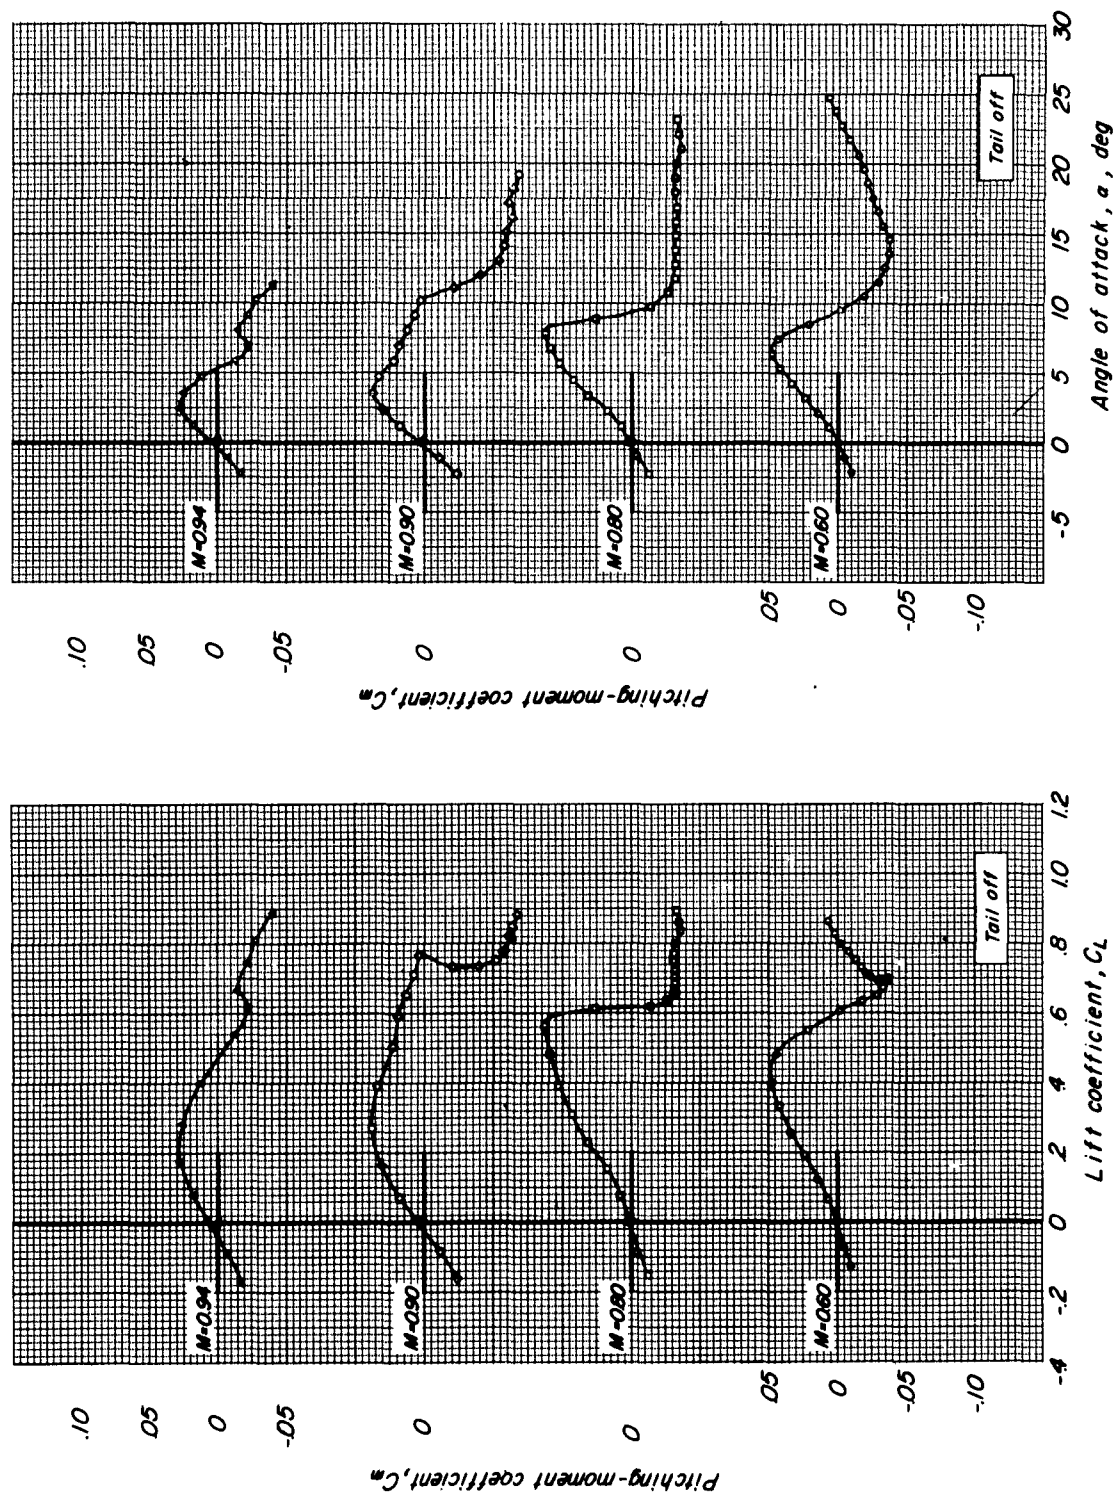 Pitching-moment coefficient, Cm
.10
.05
0
-.05
0
0
.05
0
-.05
-.10
M=0.94
M=0.90
M=0.80
M=0.60
Tail off
-.4
-.2
0
.2
.4
.6
.8
1.0
1.2
Lift coefficient, CL
Pitching-moment coefficient, Cm
.10
.05
0
-.05
0
0
.05
0
-.05
-.10
M=0.94
M=0.90
M=0.80
M=0.60
Tail off
-5
0
5
10
15
20
25
30
Angle of attack, α, deg